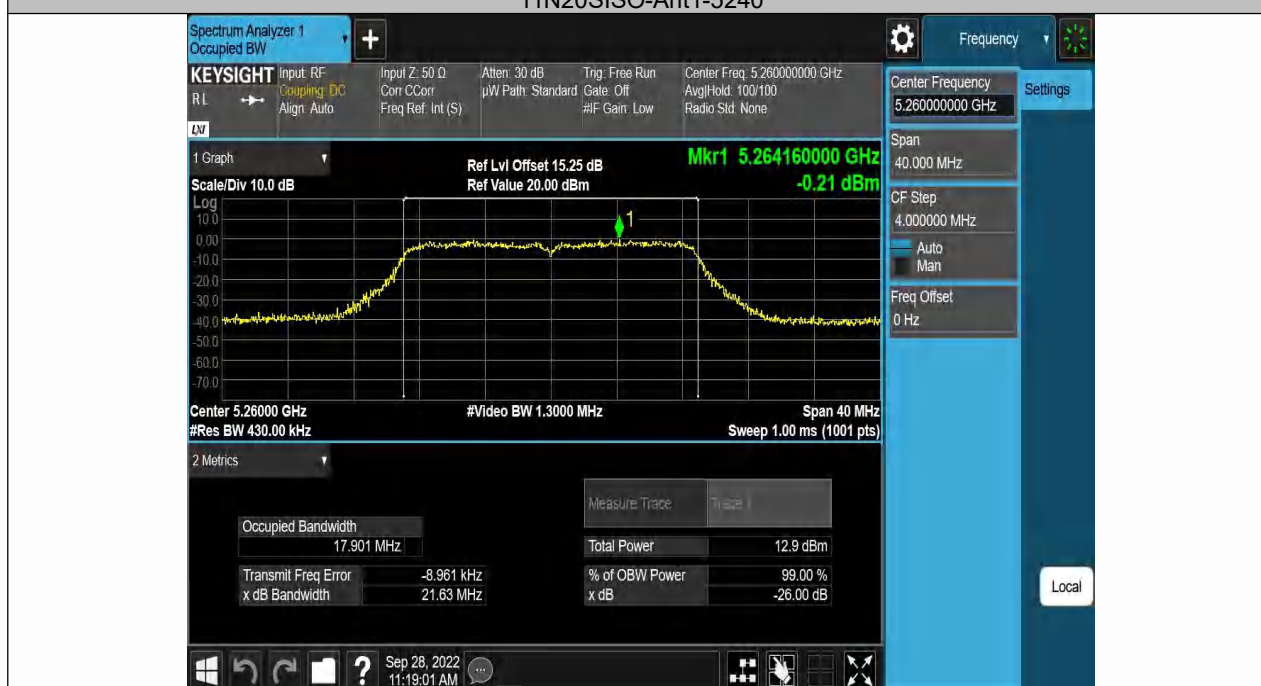 11N20SISO-Ant1-5240
Spectrum Analyzer 1
Occupied BW
+
Frequency
KEYSIGHT
Input: RF
Input Z: 50 Ω
Atten: 30 dB
Trig: Free Run
Center Freq: 5.260000000 GHz
R L
Coupling: DC
Corr CCorr
µW Path: Standard
Gate: Off
Avg|Hold: 100/100
Align: Auto
Freq Ref: Int (S)
#IF Gain: Low
Radio Std: None
LXI
Center Frequency
5.260000000 GHz
Settings
Span
40.000 MHz
CF Step
4.000000 MHz
Auto
Man
Freq Offset
0 Hz
Local
1 Graph
Ref Lvl Offset 15.25 dB
Mkr1 5.264160000 GHz
Scale/Div 10.0 dB
Ref Value 20.00 dBm
-0.21 dBm
Log
1
10.0
0.00
-10.0
-20.0
-30.0
-40.0
-50.0
-60.0
-70.0
Center 5.26000 GHz
#Video BW 1.3000 MHz
Span 40 MHz
#Res BW 430.00 kHz
Sweep 1.00 ms (1001 pts)
2 Metrics
Measure Trace
Trace 1
Occupied Bandwidth
17.901 MHz
Total Power
12.9 dBm
Transmit Freq Error
-8.961 kHz
% of OBW Power
99.00 %
x dB Bandwidth
21.63 MHz
x dB
-26.00 dB
?
Sep 28, 2022
11:19:01 AM